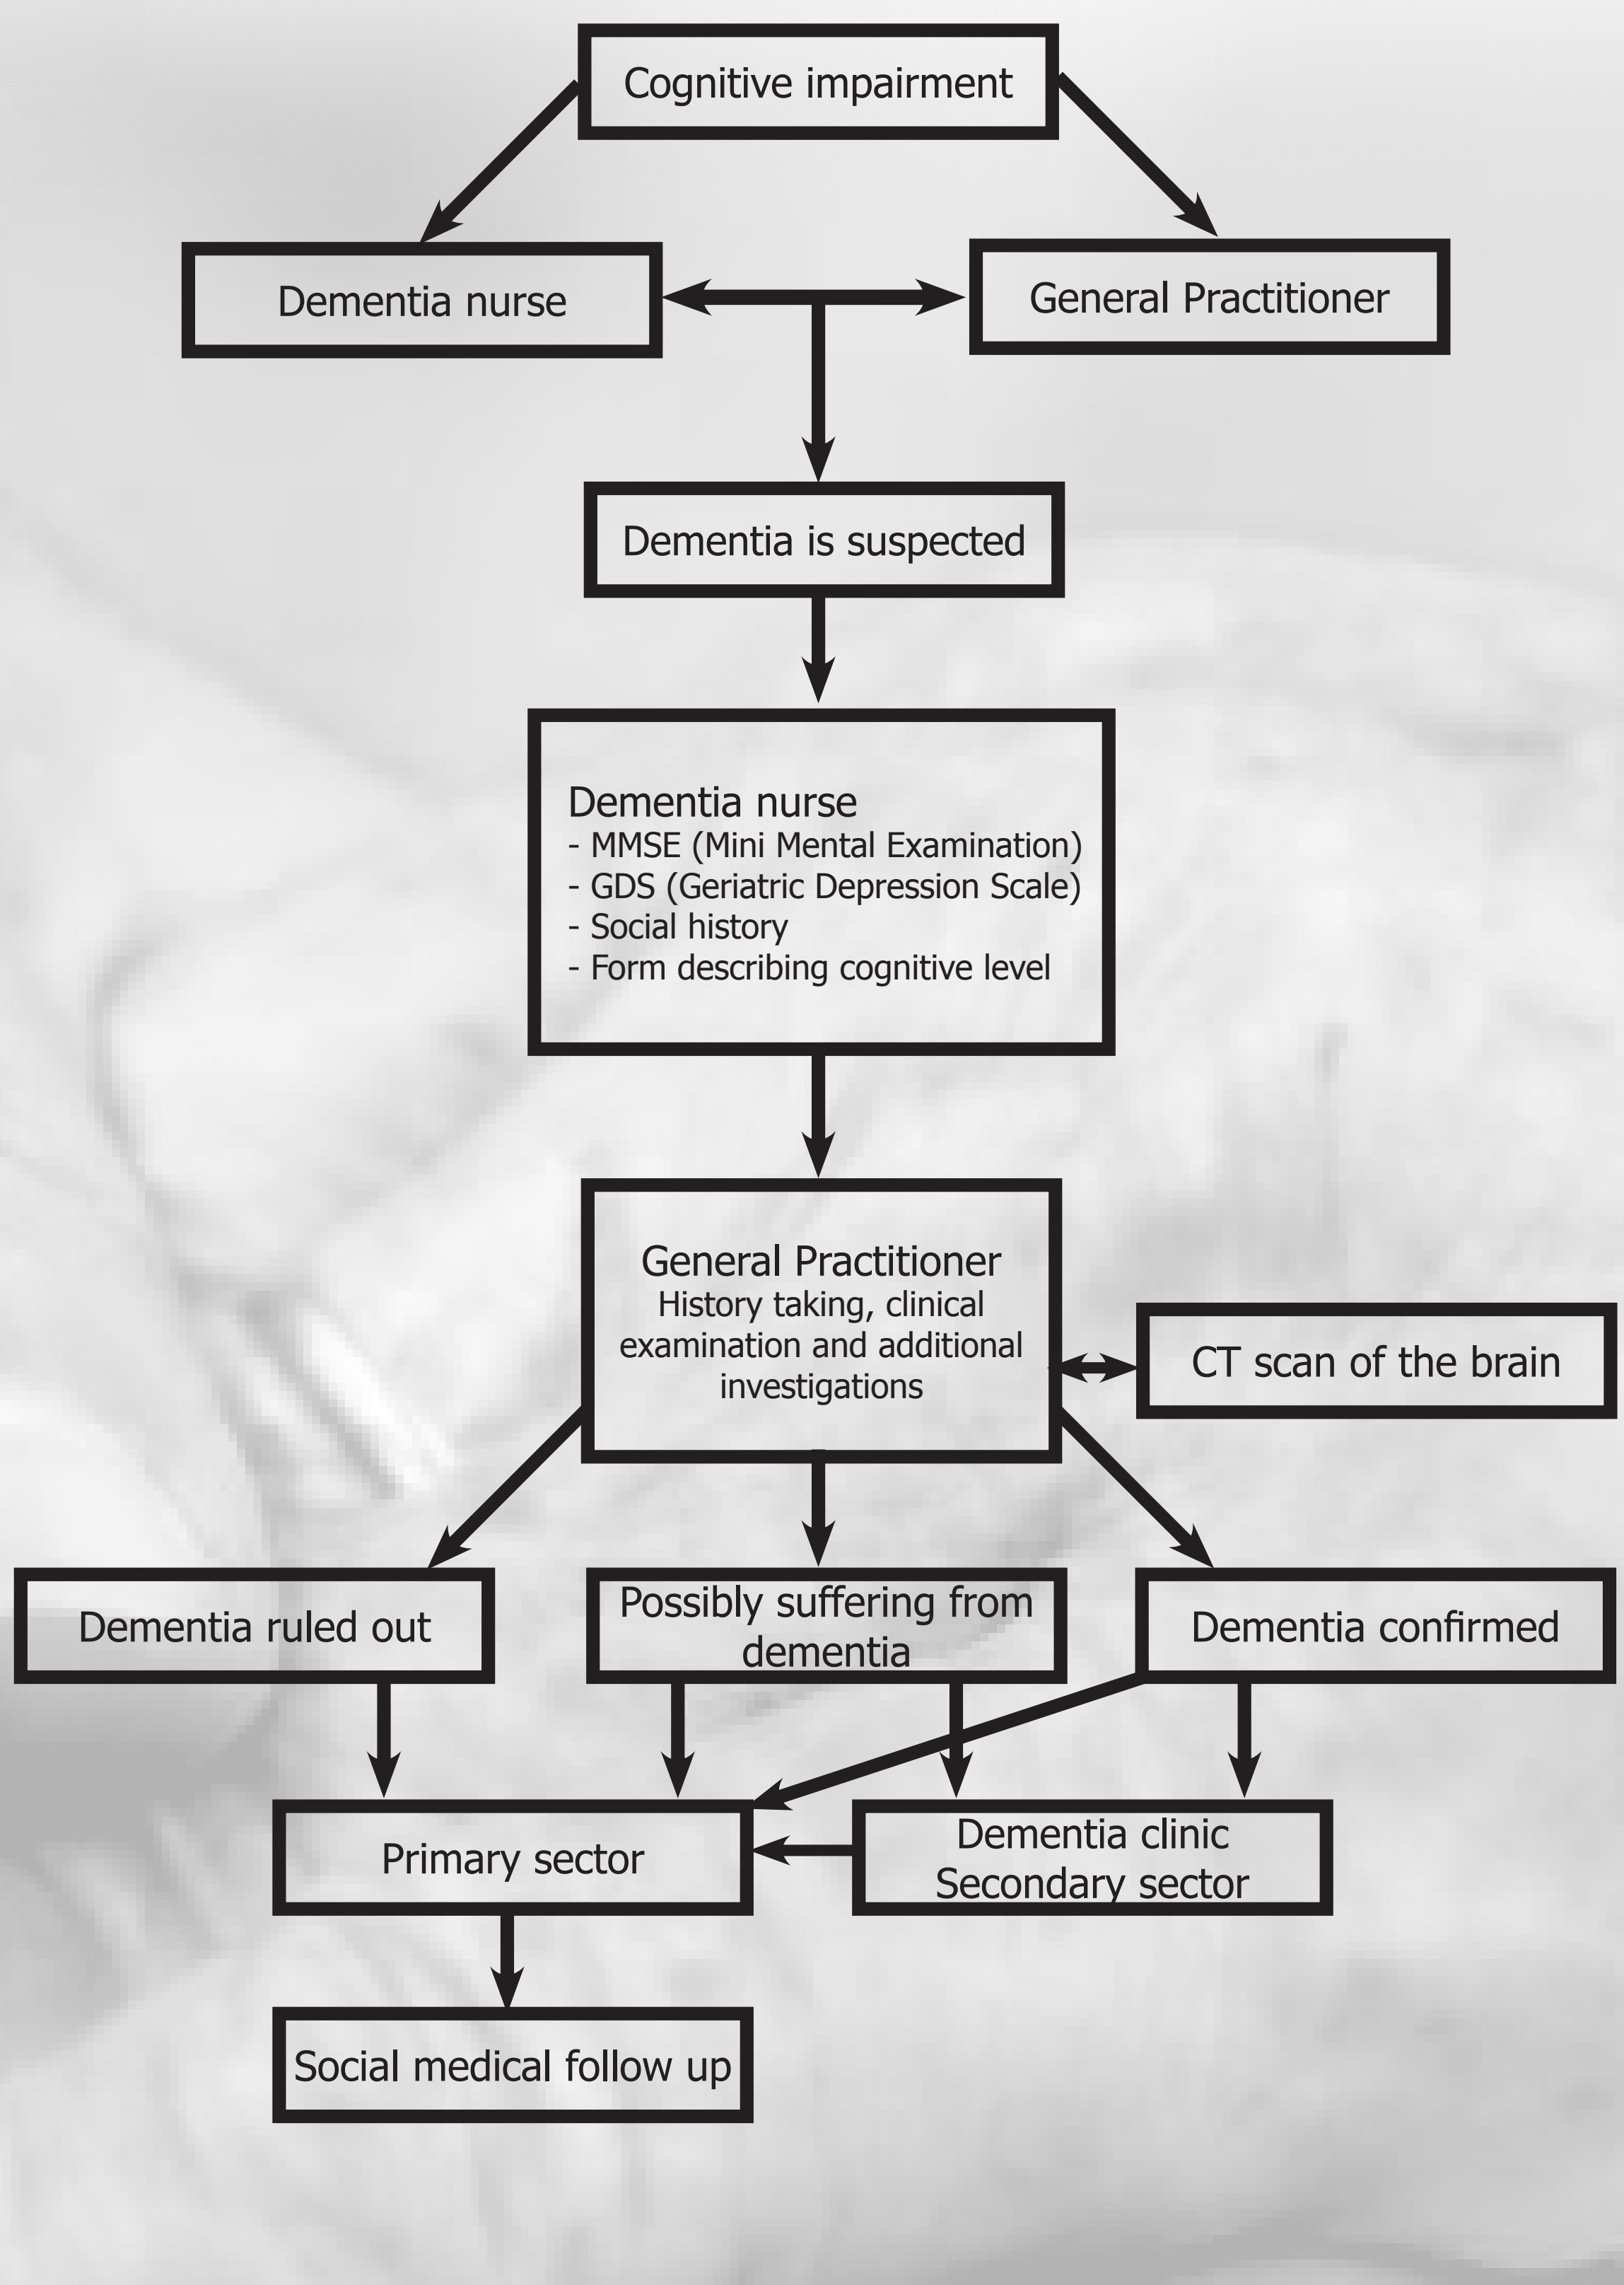 Cognitive impairment
Dementia nurse
General Practitioner
Dementia is suspected
Dementia nurse
- MMSE (Mini Mental Examination)
- GDS (Geriatric Depression Scale)
- Social history
- Form describing cognitive level
General Practitioner
History taking, clinical
examination and additional
investigations
CT scan of the brain
Dementia ruled out
Possibly suffering from
dementia
Dementia confirmed
Primary sector
Dementia clinic
Secondary sector
Social medical follow up